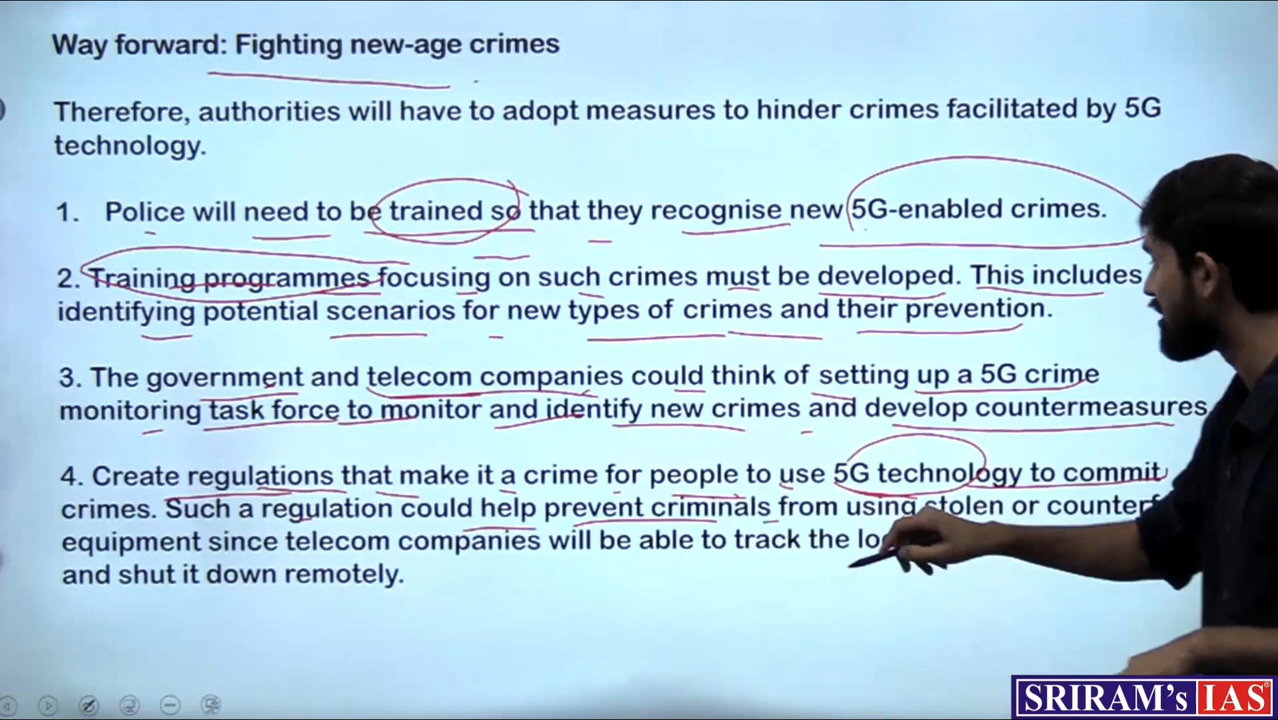 Way forward: Fighting new-age crimes
Therefore, authorities will have to adopt measures to hinder crimes facilitated by 5G
technology.
1. Police will need to be trained so that they recognise new 5G-enabled crimes.
2. Training programmes focusing on such crimes must be developed. This includes
identifying potential scenarios for new types of crimes and their prevention.
3. The government and telecom companies could think of setting up a 5G crime
monitoring task force to monitor and identify new crimes and develop countermeasures
4. Create regulations that make it a crime for people to use 5G technology to commit
crimes. Such a regulation could help prevent criminals from using stolen or
equipment since telecom companies will be able to track the
and shut it down remotely.
SRIRAM's IAS